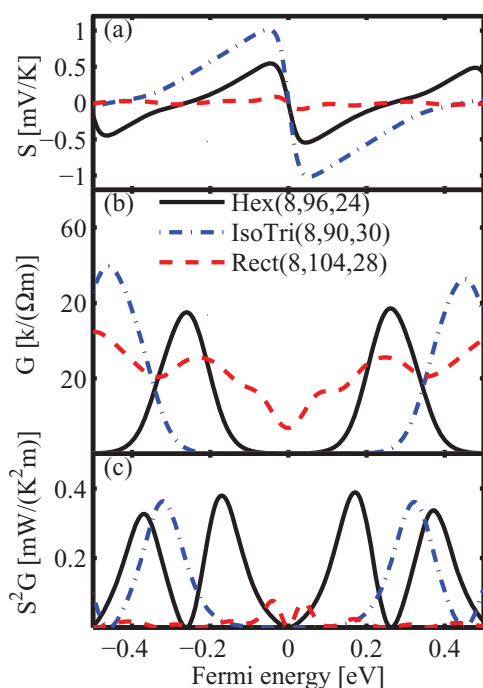 (a)
1
0.5
0
−0.5
−1
S [mV/K]
(b)
Hex(8,96,24)
IsoTri(8,90,30)
Rect(8,104,28)
60
20
20
G [k/(Ωm)]
(c)
0.4
0.2
S²G [mW/(K²m)]
−0.4 −0.2 0 0.2 0.4
Fermi energy [eV]